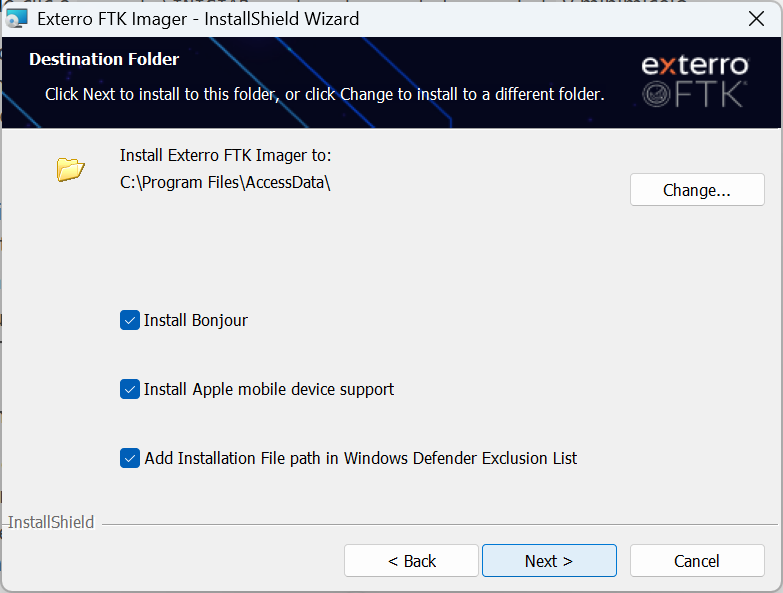 Exterro FTK Imager - InstallShield Wizard
Destination Folder
Click Next to install to this folder, or click Change to install to a different folder.
exterro
FTK
Install Exterro FTK Imager to:
C:\Program Files\AccessData\
Change...
Install Bonjour
Install Apple mobile device support
Add Installation File path in Windows Defender Exclusion List
InstallShield
< Back
Next >
Cancel